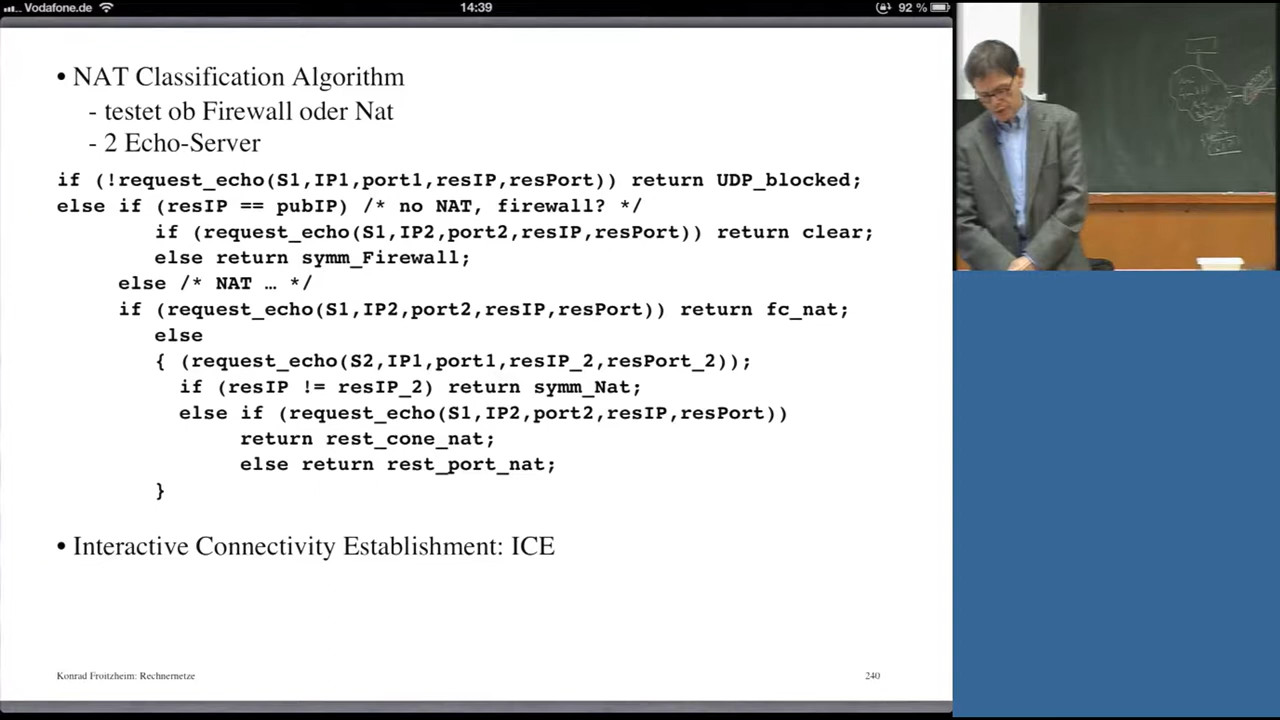 Vodafone.de
14:39
92 %
• NAT Classification Algorithm
- testet ob Firewall oder Nat
- 2 Echo-Server
if (!request_echo(S1,IP1,port1,resIP,resPort)) return UDP_blocked;
else if (resIP == pubIP) /* no NAT, firewall? */
if (request_echo(S1,IP2,port2,resIP,resPort)) return clear;
else return symm_Firewall;
else /* NAT … */
if (request_echo(S1,IP2,port2,resIP,resPort)) return fc_nat;
else
{ (request_echo(S2,IP1,port1,resIP_2,resPort_2));
if (resIP != resIP_2) return symm_Nat;
else if (request_echo(S1,IP2,port2,resIP,resPort))
return rest_cone_nat;
else return rest_port_nat;
}
• Interactive Connectivity Establishment: ICE
Konrad Froitzheim: Rechnernetze
240